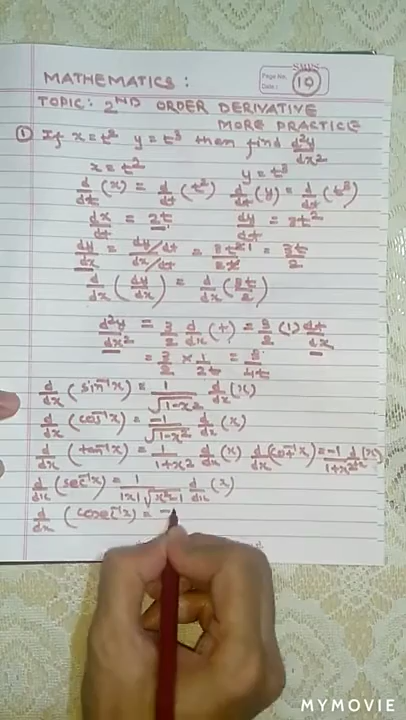 MATHEMATICS:
Page No. 10
Date:
TOPIC: 2ND ORDER DERIVATIVE
MORE PRACTICE
① If x = t² y = t³ then find d²y/dx²
x = t² y = t³
d/dt (x) = d/dt (t²) d/dt (y) = d/dt (t³)
dx/dt = 2t dy/dt = 3t²
dy/dx = dy/dt / dx/dt = 3t²/2t = 3t/2
d/dx (dy/dx) = d/dx (3t/2)
d²y/dx² = 3/2 d/dx (t) = 3/2 (1) dt/dx
= 3/2 × 1/2t = 3/4t
d/dx (sin⁻¹x) = 1/√1-x² d/dx (x)
d/dx (cos⁻¹x) = -1/√1-x² d/dx (x)
d/dx (tan⁻¹x) = 1/1+x² d/dx (x) d/dx (cot⁻¹x) = -1/1+x² d/dx (x)
d/dx (sec⁻¹x) = 1/|x|√x²-1 d/dx (x)
d/dx (cosec⁻¹x) = -
MYMOVIE